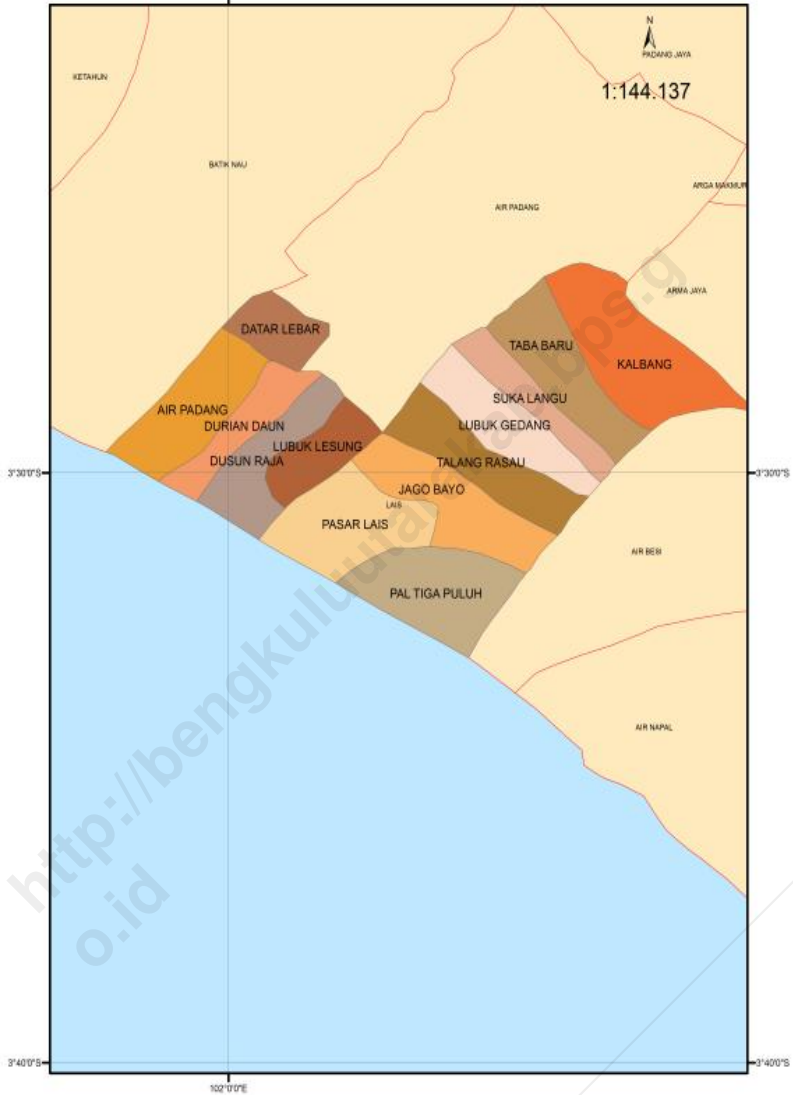 N
PADANG JAYA
KETAHUN
1:144.137
BATIK NAU
ARGA MAKMUR
AIR PADANG
ARMA JAYA
DATAR LEBAR
TABA BARU
KALBANG
SUKA LANGU
AIR PADANG
DURIAN DAUN
LUBUK GEDANG
LUBUK LESUNG
DUSUN RAJA
TALANG RASAU
3°30'0"S
3°30'0"S
JAGO BAYO
LAIS
PASAR LAIS
AIR BESI
PAL TIGA PULUH
AIR NAPAL
3°40'0"S
3°40'0"S
102°0'0"E
http://bengkuluutarakab.bps.g
o.id